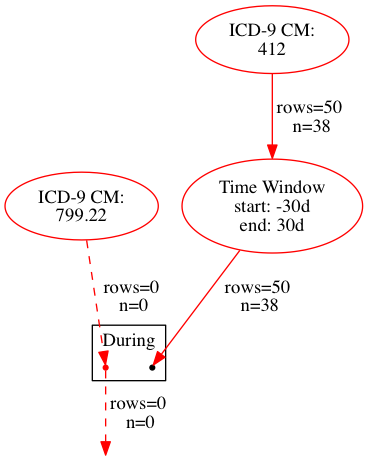 ICD-9 CM:
412
rows=50
n=38
Time Window
start: -30d
end: 30d
ICD-9 CM:
799.22
rows=0
n=0
rows=50
n=38
During
rows=0
n=0